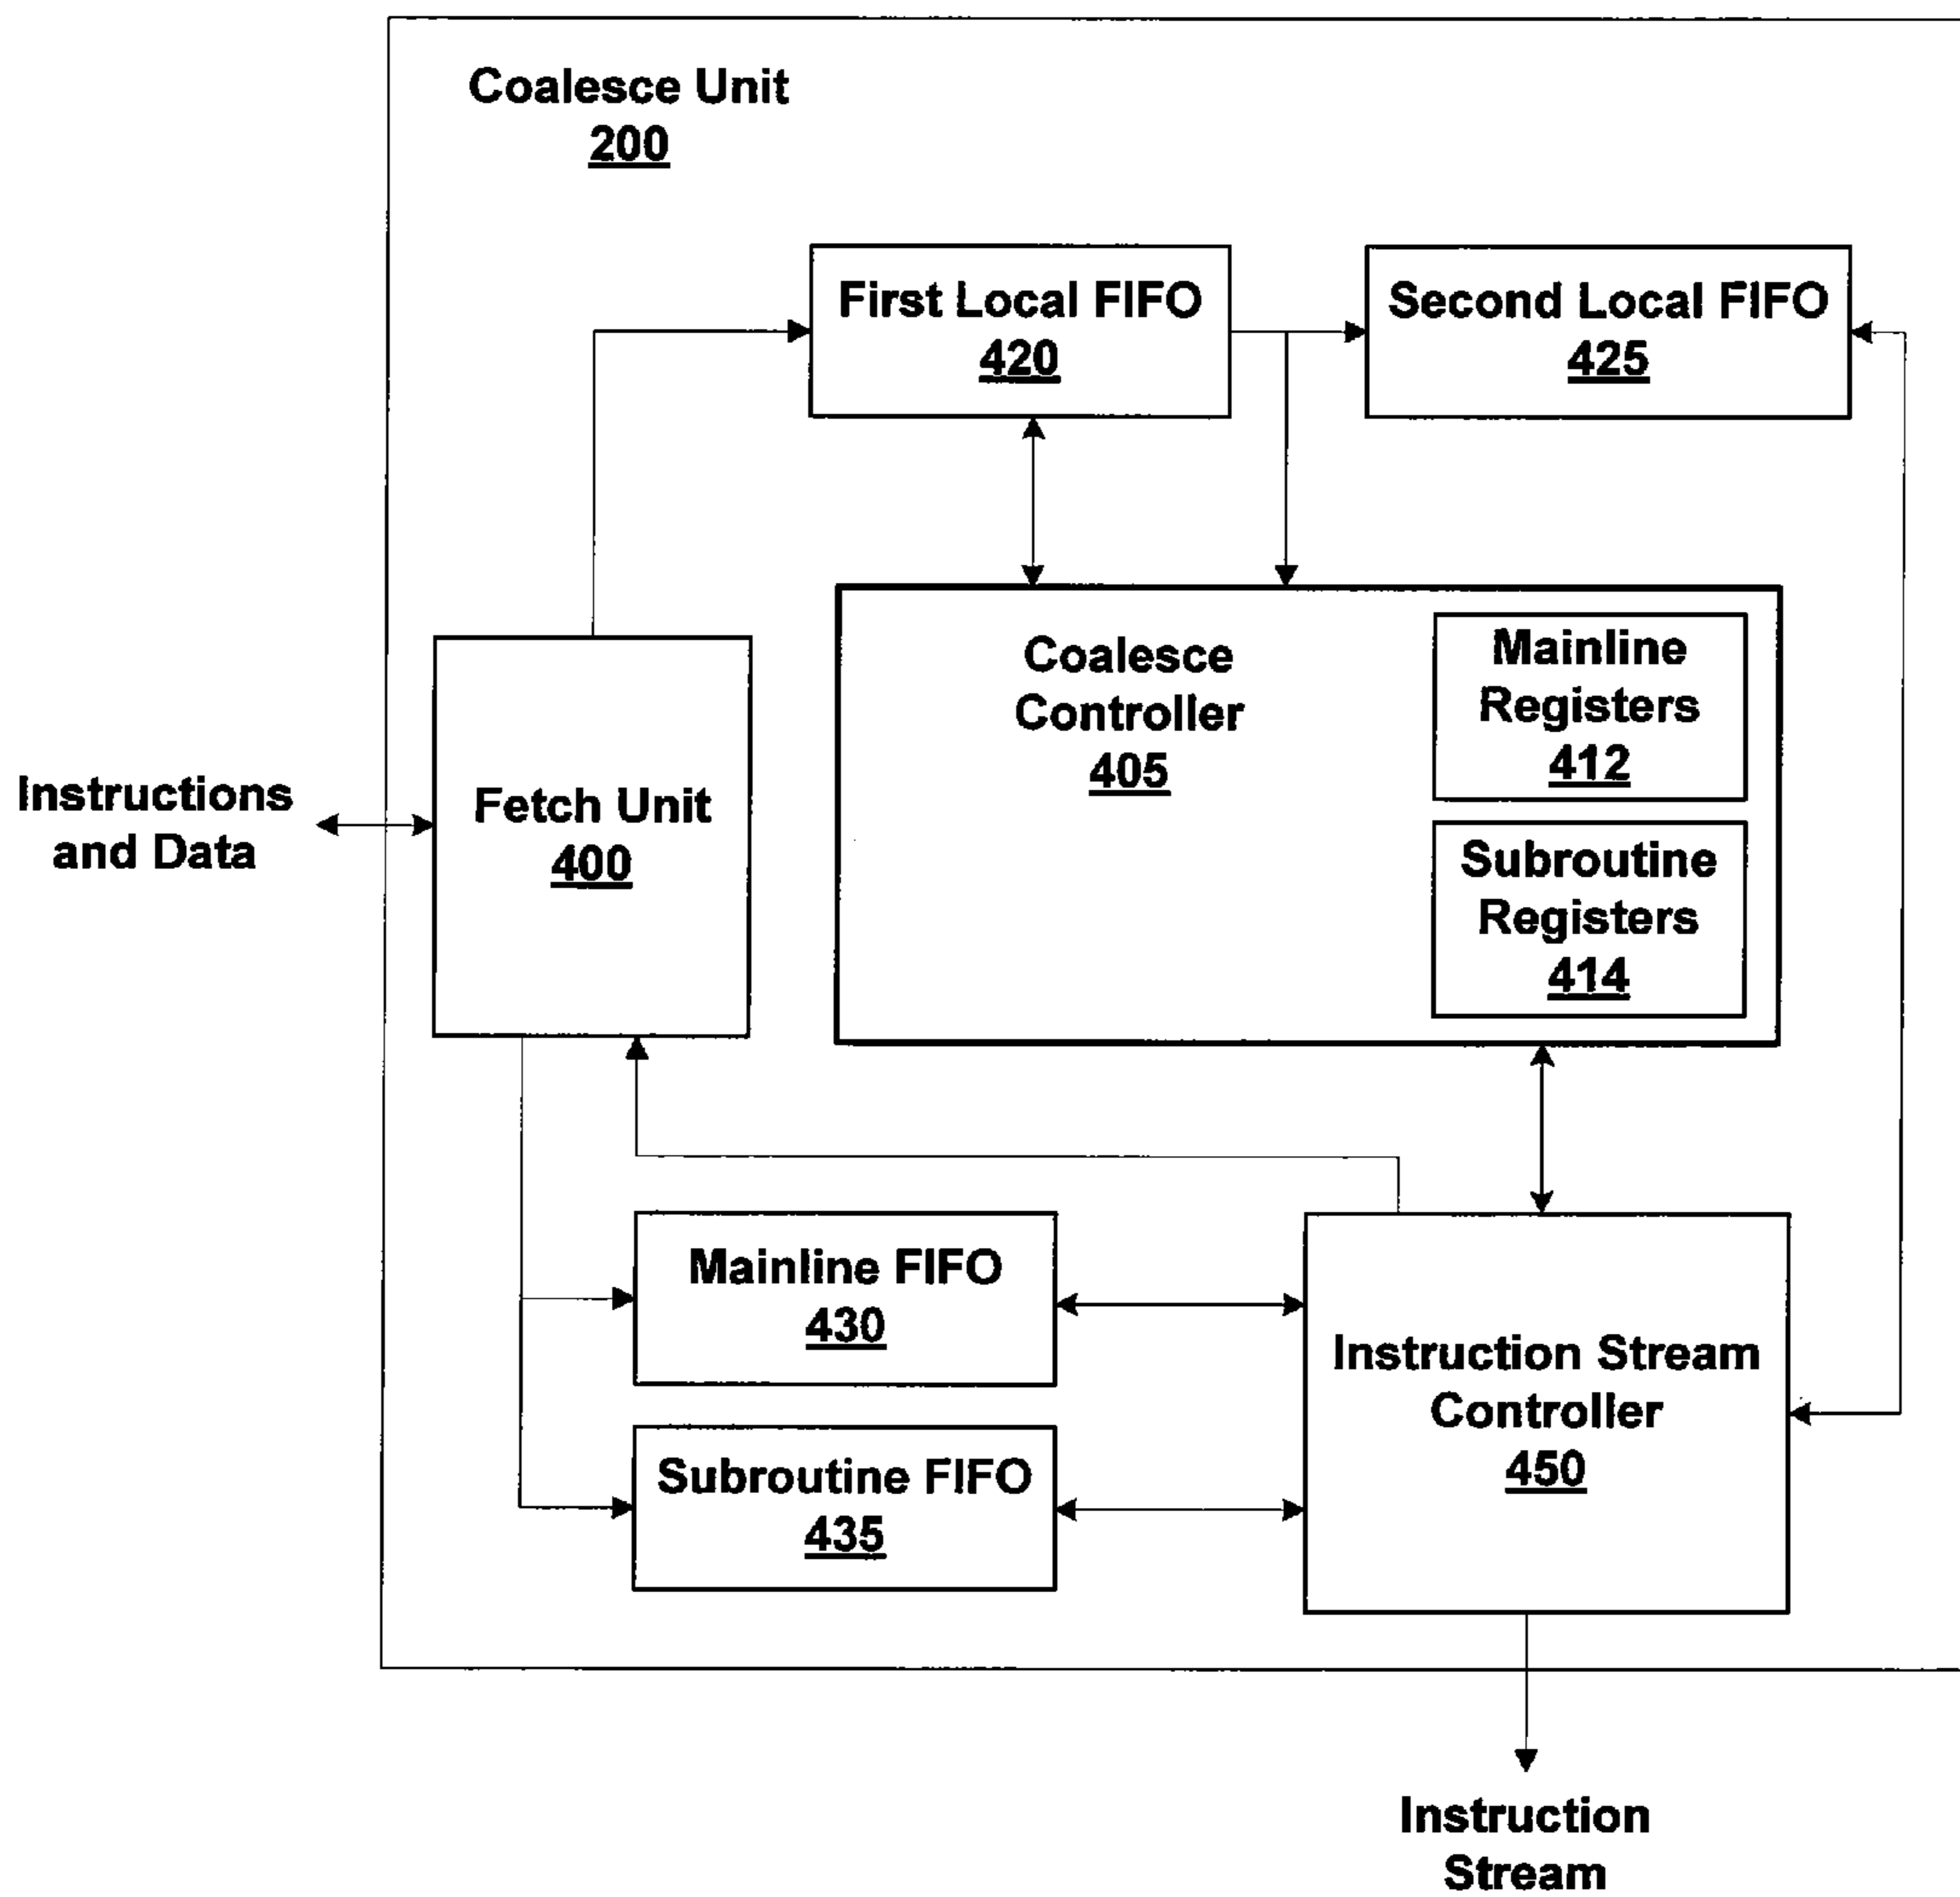 Coalesce Unit
200
First Local FIFO
420
Second Local FIFO
425
Coalesce
Controller
405
Mainline
Registers
412
Subroutine
Registers
414
Instructions
and Data
Fetch Unit
400
Mainline FIFO
430
Subroutine FIFO
435
Instruction Stream
Controller
450
Instruction
Stream